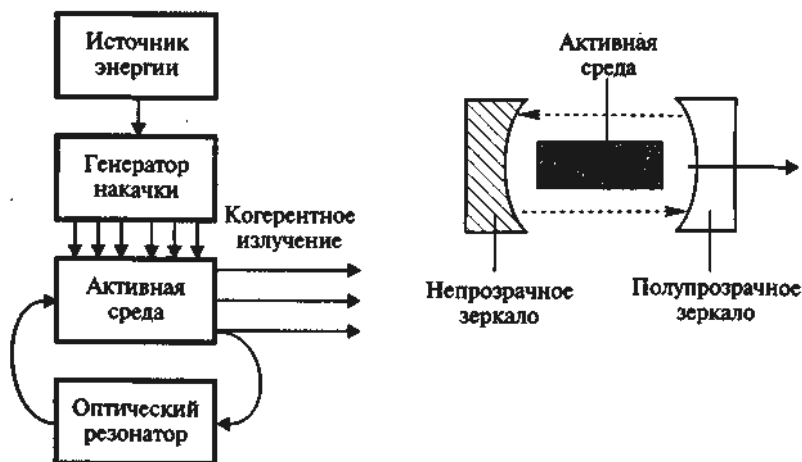 Источник
энергии
Генератор
накачки
Когерентное
излучение
Активная
среда
Оптический
резонатор
Активная
среда
Непрозрачное
зеркало
Полупрозрачное
зеркало